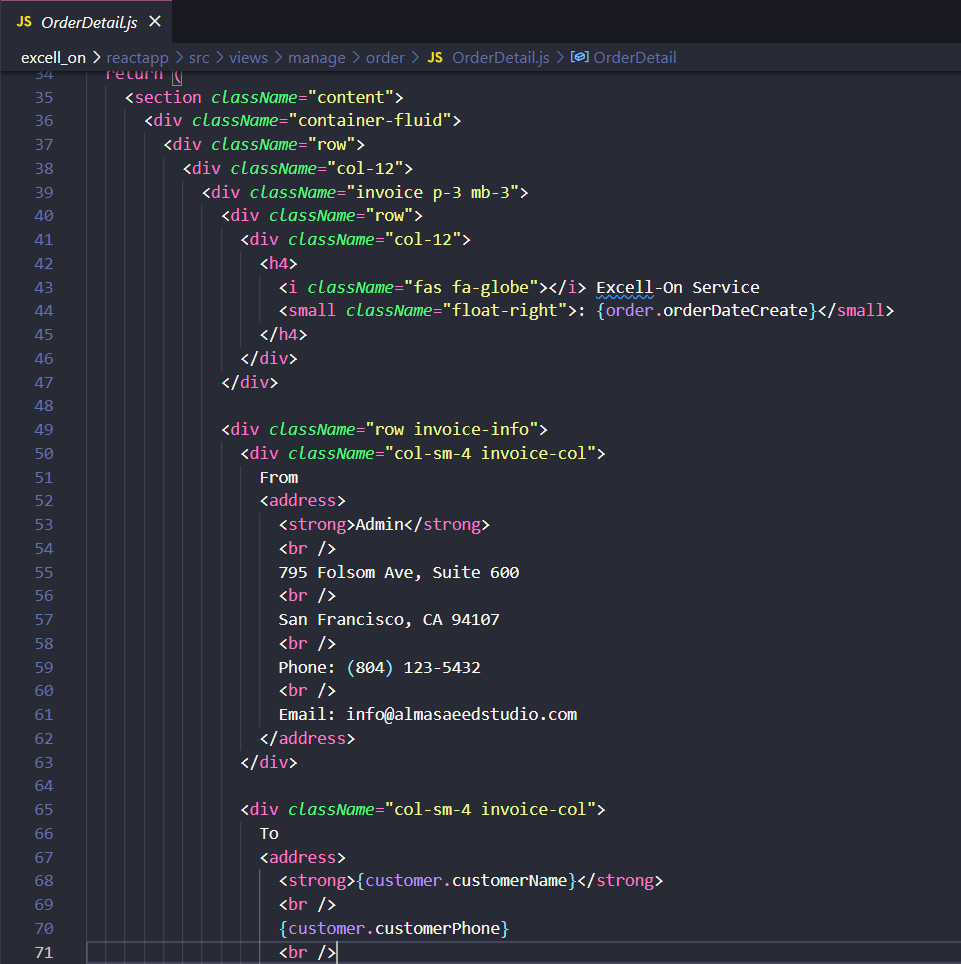 JS OrderDetail.js ×
excell_on > reactapp > src > views > manage > order > JS OrderDetail.js > OrderDetail
34 return (
35 <section className="content">
36 <div className="container-fluid">
37 <div className="row">
38 <div className="col-12">
39 <div className="invoice p-3 mb-3">
40 <div className="row">
41 <div className="col-12">
42 <h4>
43 <i className="fas fa-globe"></i> Excell-On Service
44 <small className="float-right">: {order.orderDateCreate}</small>
45 </h4>
46 </div>
47 </div>
48
49 <div className="row invoice-info">
50 <div className="col-sm-4 invoice-col">
51 From
52 <address>
53 <strong>Admin</strong>
54 <br />
55 795 Folsom Ave, Suite 600
56 <br />
57 San Francisco, CA 94107
58 <br />
59 Phone: (804) 123-5432
60 <br />
61 Email: info@almasaeedstudio.com
62 </address>
63 </div>
64
65 <div className="col-sm-4 invoice-col">
66 To
67 <address>
68 <strong>{customer.customerName}</strong>
69 <br />
70 {customer.customerPhone}
71 <br />